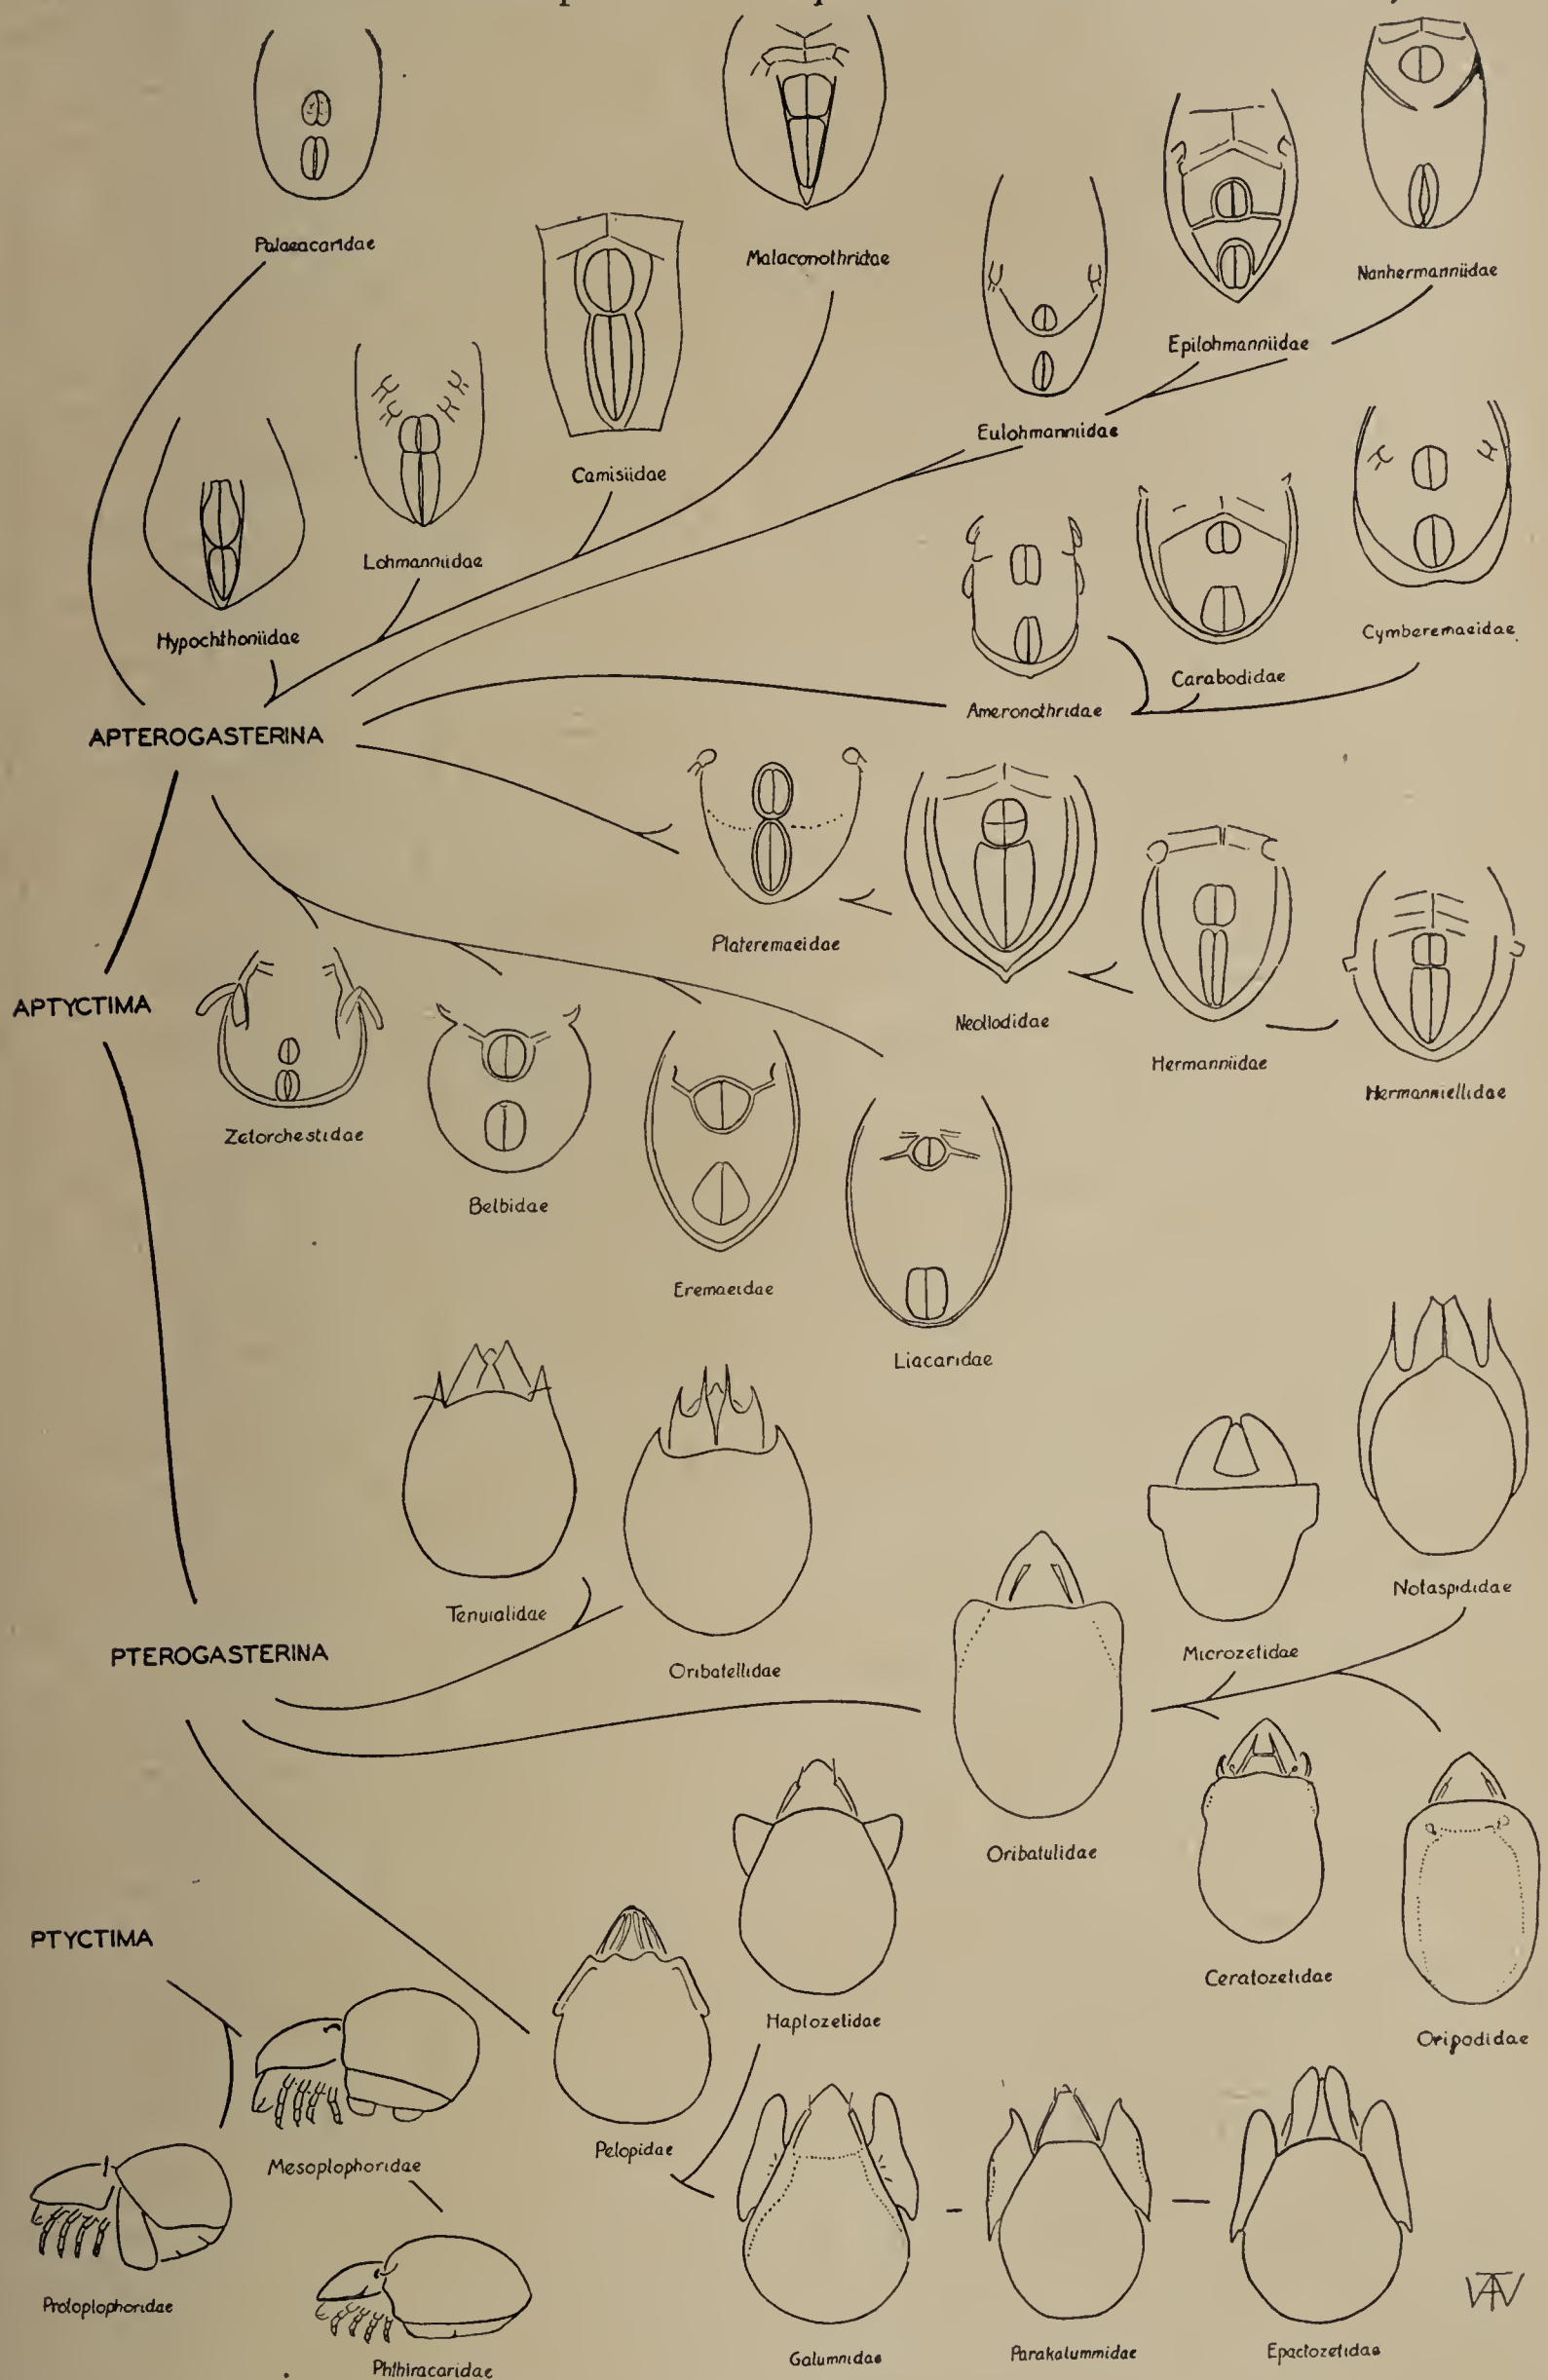 Palaeacaridae
Malaconothridae
Nanhermanniidae
Epilohmanniidae
Eulohmanniidae
Camisiidae
Lohmanniidae
Hypochthoniidae
Cymberemaeidae
Carabodidae
Ameronothridae
APTEROGASTERINA
Plateremaeidae
Neoliodidae
Hermanniidae
Hermanniellidae
APTYCTIMA
Zetorchestidae
Belbidae
Eremaeidae
Liacaridae
Notaspididae
Tenuialidae
Microzetidae
PTEROGASTERINA
Oribatellidae
Oribatulidae
PTYCTIMA
Ceratozetidae
Haplozetidae
Oripodidae
Pelopidae
Mesoplophoridae
Protoplophoridae
Galumnidae
Parakalummidae
Epactozetidae
Phthiracaridae